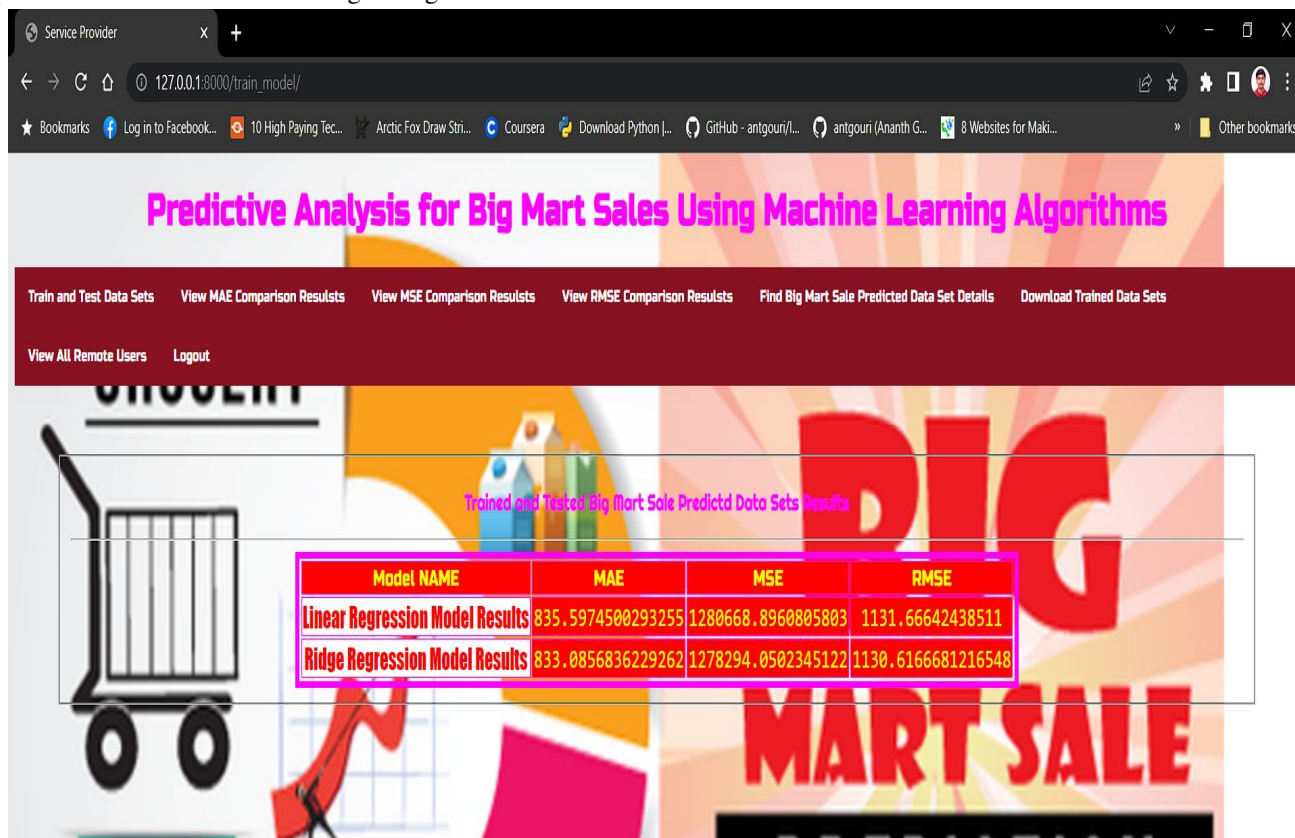 Service Provider
127.0.0.1:8000/train_model/
Bookmarks Log in to Facebook... 10 High Paying Tec... Arctic Fox Draw Stri... Coursera Download Python |... GitHub - antgouri/l... antgouri (Ananth G... 8 Websites for Maki... » Other bookmarks
Predictive Analysis for Big Mart Sales Using Machine Learning Algorithms
Train and Test Data Sets View MAE Comparison Resulsts View MSE Comparison Resulsts View RMSE Comparison Resulsts Find Big Mart Sale Predicted Data Set Details Download Trained Data Sets
View All Remote Users Logout
BIG
Trained and Tested Big Mart Sale Predictd Data Sets Results
Model NAME MAE MSE RMSE
Linear Regression Model Results 835.5974500293255 1280668.8960805803 1131.66642438511
Ridge Regression Model Results 833.0856836229262 1278294.0502345122 1130.6166681216548
MART SALE